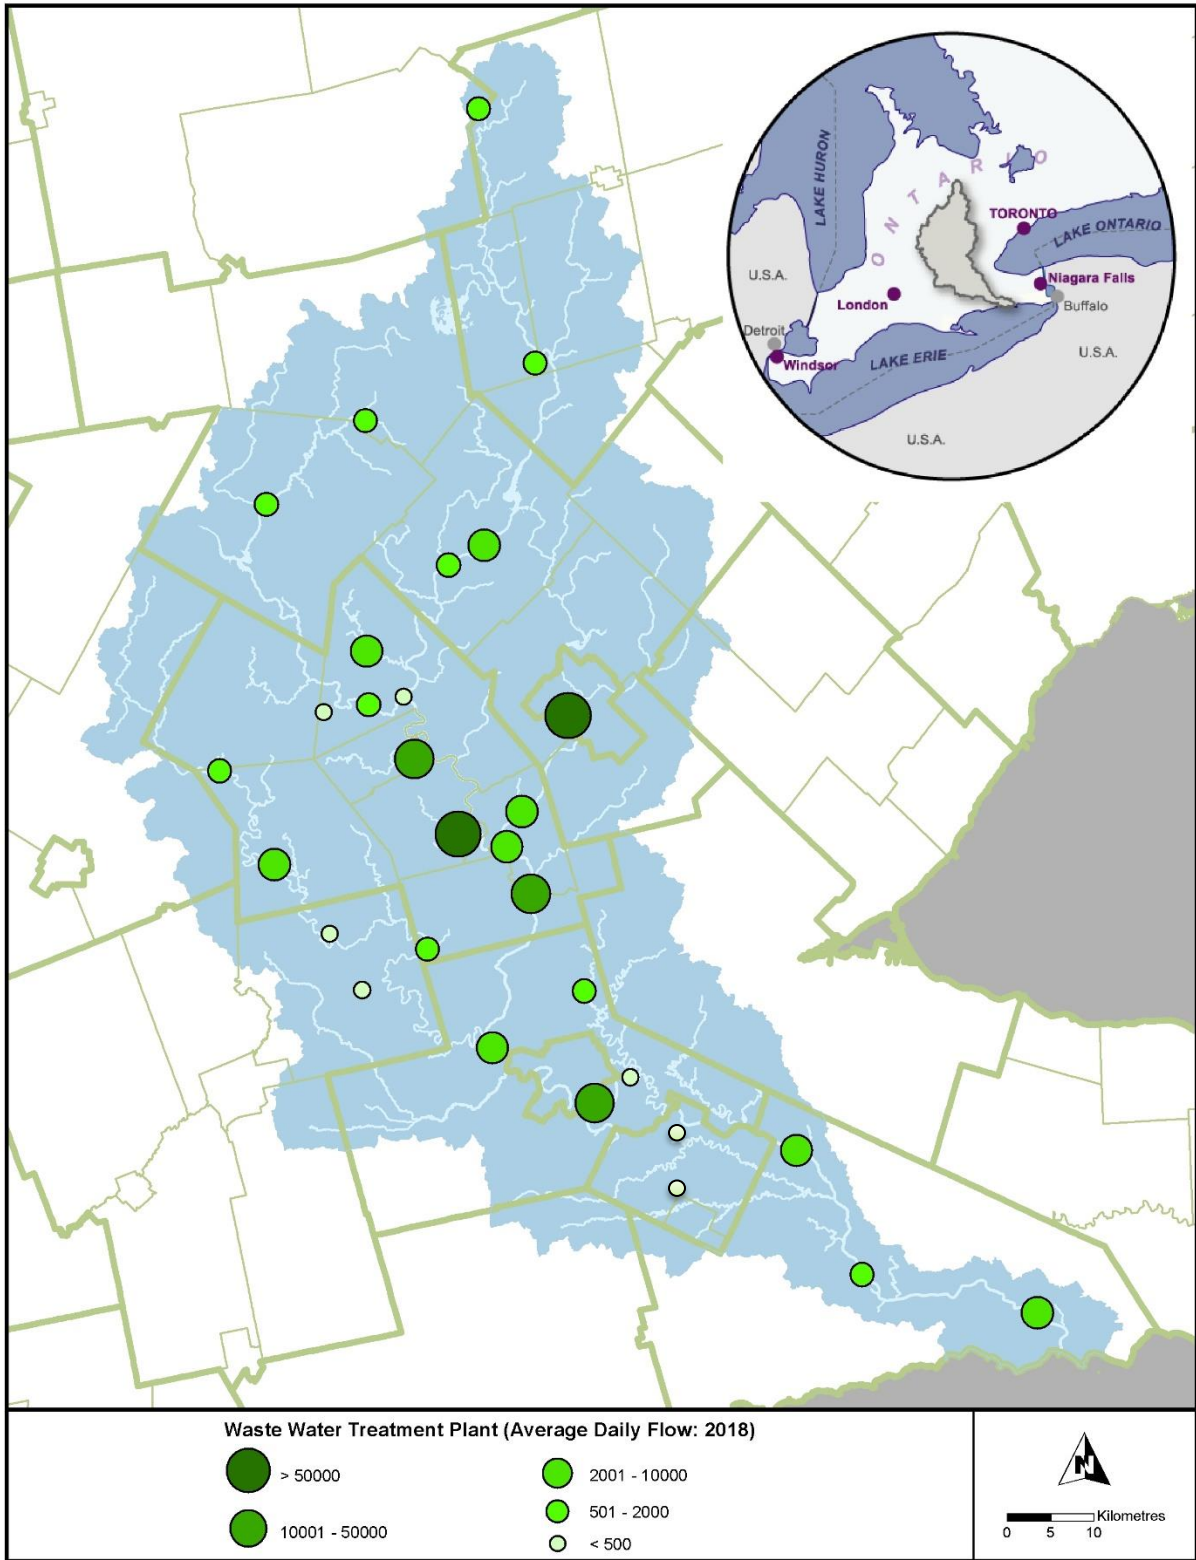 LAKE HURON
ONTARIO
TORONTO
LAKE ONTARIO
U.S.A.
Niagara Falls
London
Buffalo
Detroit
Windsor
LAKE ERIE
U.S.A.
U.S.A.
Waste Water Treatment Plant (Average Daily Flow: 2018)
> 50000
2001 - 10000
501 - 2000
10001 - 50000
< 500
N
Kilometres
0 5 10